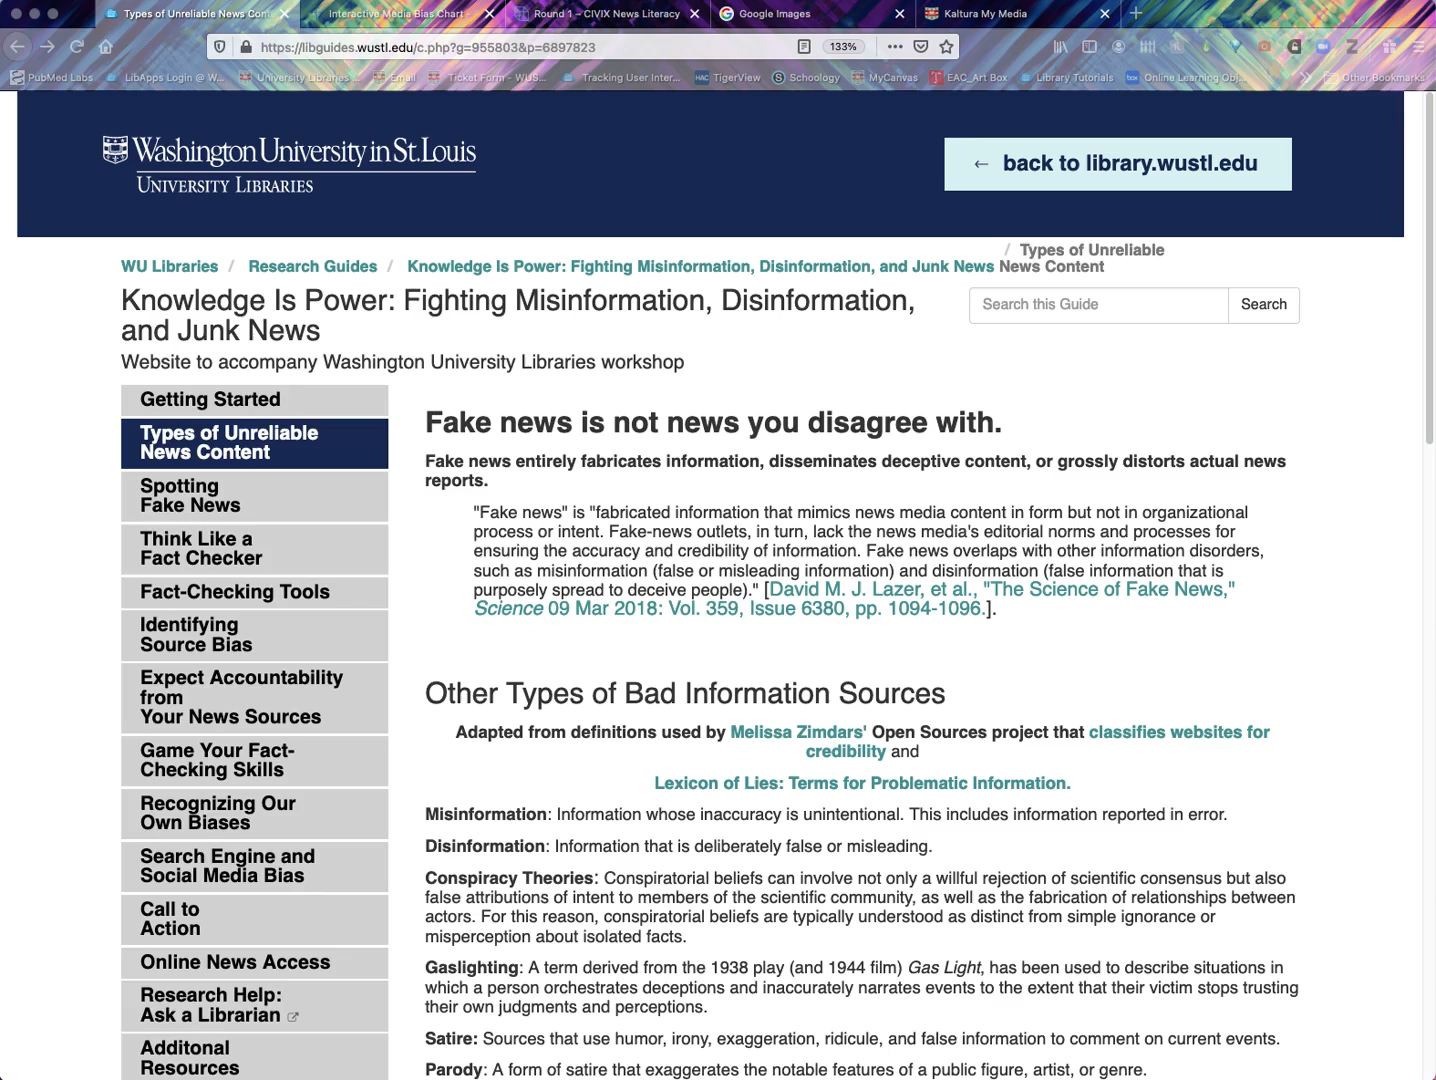 Types of Unreliable News Cont
Interactive Media Bias Chart -
Round 1 – CIVIX News Literacy
Google Images
Kaltura My Media
https://libguides.wustl.edu/c.php?g=955803&p=6897823
133%
PubMed Labs
LibApps Login @ W...
University Libraries...
Email
Ticket Form - WUS...
Tracking User Inter...
HAC TigerView
S Schoology
MyCanvas
EAC_Art Box
Library Tutorials
box Online Learning Obj...
Other Bookmarks
Washington University in St. Louis
University Libraries
← back to library.wustl.edu
WU Libraries / Research Guides / Knowledge Is Power: Fighting Misinformation, Disinformation, and Junk News / Types of Unreliable
News Content
Knowledge Is Power: Fighting Misinformation, Disinformation,
and Junk News
Search this Guide
Search
Website to accompany Washington University Libraries workshop
Getting Started
Types of Unreliable
News Content
Spotting
Fake News
Think Like a
Fact Checker
Fact-Checking Tools
Identifying
Source Bias
Expect Accountability
from
Your News Sources
Game Your Fact-
Checking Skills
Recognizing Our
Own Biases
Search Engine and
Social Media Bias
Call to
Action
Online News Access
Research Help:
Ask a Librarian
Additonal
Resources
Fake news is not news you disagree with.
Fake news entirely fabricates information, disseminates deceptive content, or grossly distorts actual news
reports.
"Fake news" is "fabricated information that mimics news media content in form but not in organizational
process or intent. Fake-news outlets, in turn, lack the news media's editorial norms and processes for
ensuring the accuracy and credibility of information. Fake news overlaps with other information disorders,
such as misinformation (false or misleading information) and disinformation (false information that is
purposely spread to deceive people)." [David M. J. Lazer, et al., "The Science of Fake News,"
Science 09 Mar 2018: Vol. 359, Issue 6380, pp. 1094-1096.].
Other Types of Bad Information Sources
Adapted from definitions used by Melissa Zimdars' Open Sources project that classifies websites for
credibility and
Lexicon of Lies: Terms for Problematic Information.
Misinformation: Information whose inaccuracy is unintentional. This includes information reported in error.
Disinformation: Information that is deliberately false or misleading.
Conspiracy Theories: Conspiratorial beliefs can involve not only a willful rejection of scientific consensus but also
false attributions of intent to members of the scientific community, as well as the fabrication of relationships between
actors. For this reason, conspiratorial beliefs are typically understood as distinct from simple ignorance or
misperception about isolated facts.
Gaslighting: A term derived from the 1938 play (and 1944 film) Gas Light, has been used to describe situations in
which a person orchestrates deceptions and inaccurately narrates events to the extent that their victim stops trusting
their own judgments and perceptions.
Satire: Sources that use humor, irony, exaggeration, ridicule, and false information to comment on current events.
Parody: A form of satire that exaggerates the notable features of a public figure, artist, or genre.